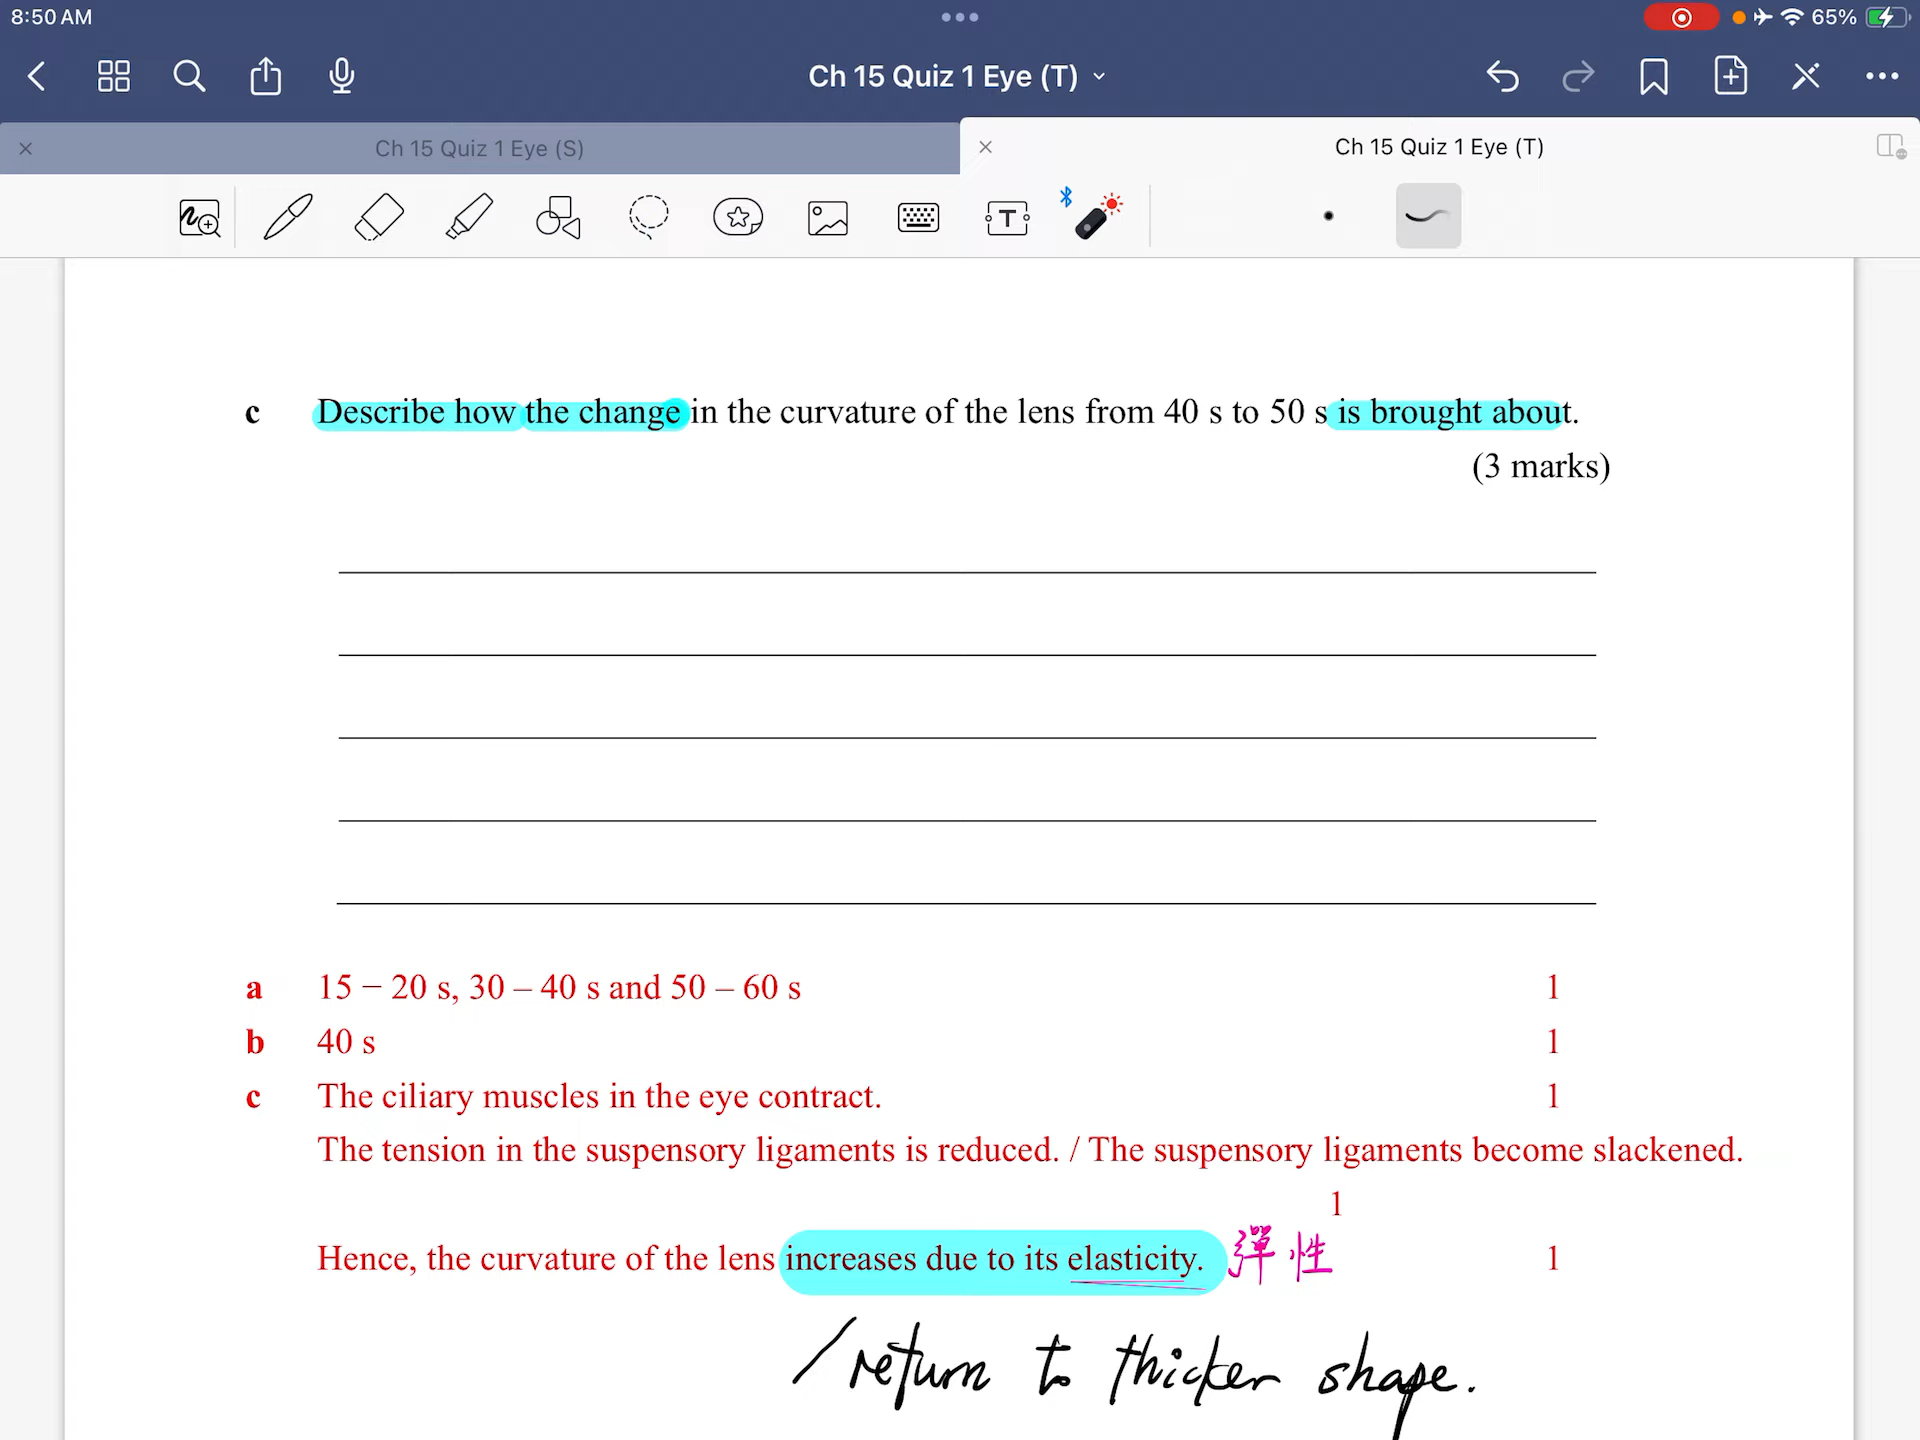 8:50 AM
65%
Ch 15 Quiz 1 Eye (T)
Ch 15 Quiz 1 Eye (S)
Ch 15 Quiz 1 Eye (T)
T
c Describe how the change in the curvature of the lens from 40 s to 50 s is brought about.
(3 marks)
a 15 – 20 s, 30 – 40 s and 50 – 60 s 1
b 40 s 1
c The ciliary muscles in the eye contract. 1
The tension in the suspensory ligaments is reduced. / The suspensory ligaments become slackened.
1
Hence, the curvature of the lens increases due to its elasticity. 彈性 1
/ return to thicker shape.